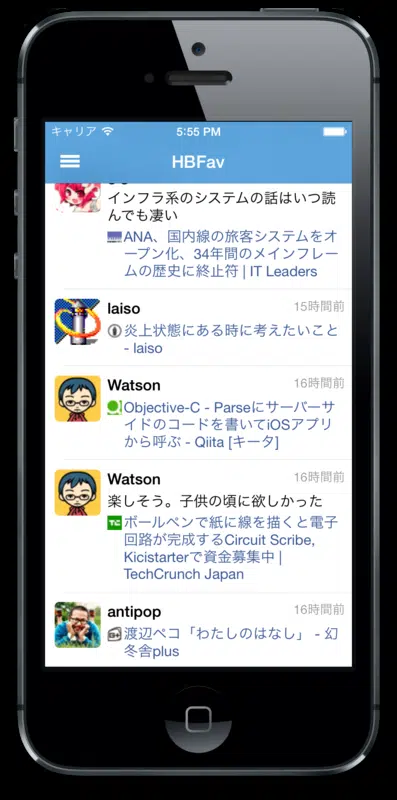 キャリア
5:55 PM
HBFav
インフラ系のシステムの話はいつ読
んでも凄い
ANA、国内線の旅客システムをオ
ープン化、34年間のメインフレー
ムの歴史に終止符 | IT Leaders
laiso
15時間前
炎上状態にある時に考えたいこと
- laiso
Watson
16時間前
Objective-C - Parseにサーバーサ
イドのコードを書いてiOSアプリ
から呼ぶ - Qiita [キータ]
Watson
16時間前
楽しそう。子供の頃に欲しかった
TC
ボールペンで紙に線を描くと電子
回路が完成するCircuit Scribe,
Kicistarterで資金募集中 |
TechCrunch Japan
antipop
16時間前
渡辺ペコ「わたしのはなし」 - 幻
冬舎plus